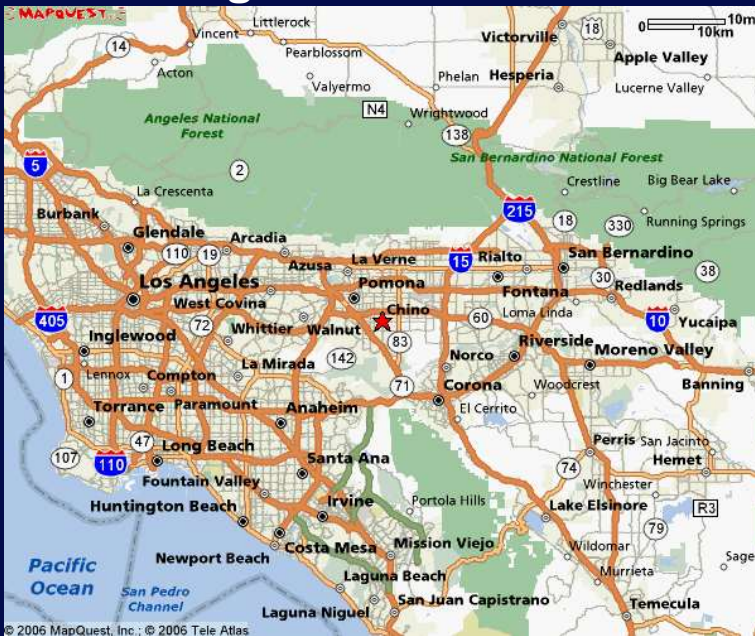 MAPQUEST
10mi
10km
0
Littlerock
Vincent
14
Pearblossom
Acton
Valyermo
Victorville
18
Apple Valley
Phelan
Hesperia
Lucerne Valley
N4
Wrightwood
Angeles National
Forest
138
2
San Bernardino National Forest
5
Crestline
Big Bear Lake
La Crescenta
215
Running Springs
Burbank
18
330
Glendale
110
19
Arcadia
La Verne
15
Rialto
San Bernardino
38
Azusa
Los Angeles
Pomona
30
Redlands
West Covina
Fontana
Chino
Loma Linda
405
72
60
10
Yucaipa
Inglewood
Whittier
Walnut
83
Riverside
142
Norco
Moreno Valley
La Mirada
Lennox
1
Compton
71
Corona
Woodcrest
Banning
Torrance
Paramount
Anaheim
El Cerrito
47
Long Beach
Perris
San Jacinto
107
110
Santa Ana
74
Hemet
Fountain Valley
Winchester
Huntington Beach
Irvine
Portola Hills
Lake Elsinore
R3
79
Costa Mesa
Mission Viejo
Newport Beach
Wildomar
Sage
Pacific
Ocean
San Pedro
Channel
Laguna Beach
Murrieta
Laguna Niguel
San Juan Capistrano
Temecula
© 2006 MapQuest, Inc.; © 2006 Tele Atlas